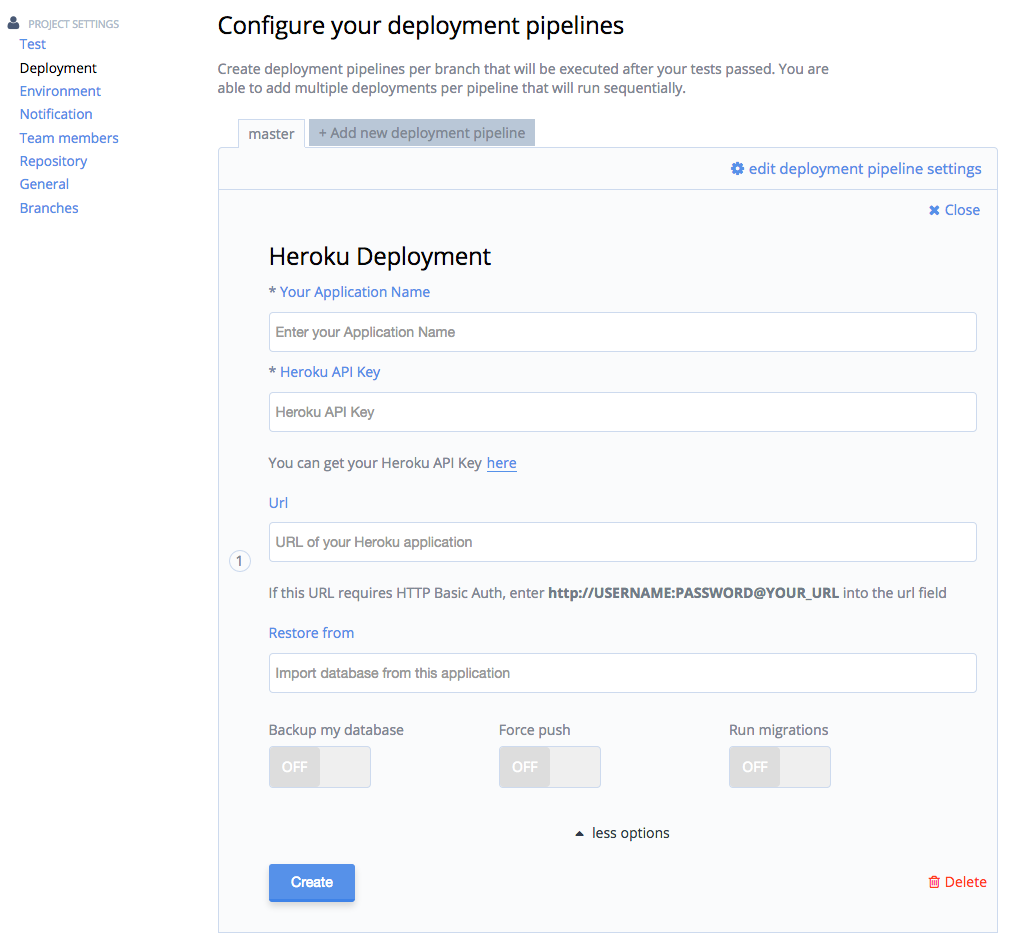 PROJECT SETTINGS
Test
Deployment
Environment
Notification
Team members
Repository
General
Branches
Configure your deployment pipelines
Create deployment pipelines per branch that will be executed after your tests passed. You are
able to add multiple deployments per pipeline that will run sequentially.
master
+ Add new deployment pipeline
edit deployment pipeline settings
Close
Heroku Deployment
* Your Application Name
Enter your Application Name
* Heroku API Key
Heroku API Key
You can get your Heroku API Key here
Url
URL of your Heroku application
1
If this URL requires HTTP Basic Auth, enter http://USERNAME:PASSWORD@YOUR_URL into the url field
Restore from
Import database from this application
Backup my database
Force push
Run migrations
OFF
OFF
OFF
less options
Create
Delete